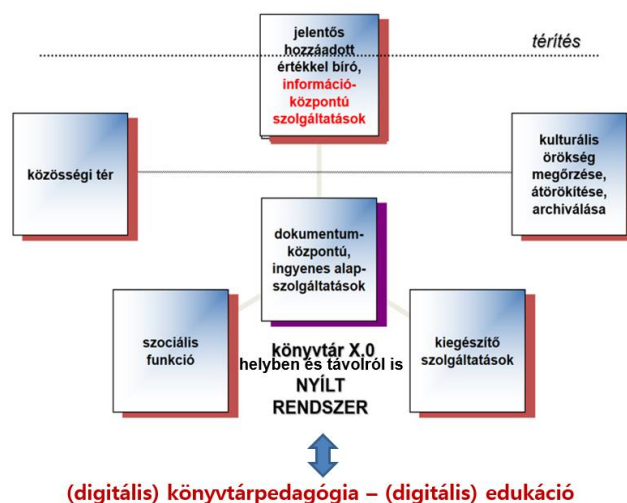 jelentős
hozzáadott
értékkel bíró,
információ-
központú
szolgáltatások
térítés
közösségi tér
kulturális
örökség
megőrzése,
átörökítése,
archiválása
dokumentum-
központú,
ingyenes alap-
szolgáltatások
szociális
funkció
kiegészítő
szolgáltatások
könyvtár X.0
helyben és távolról is
NYÍLT
RENDSZER
(digitális) könyvtárpedagógia – (digitális) edukáció